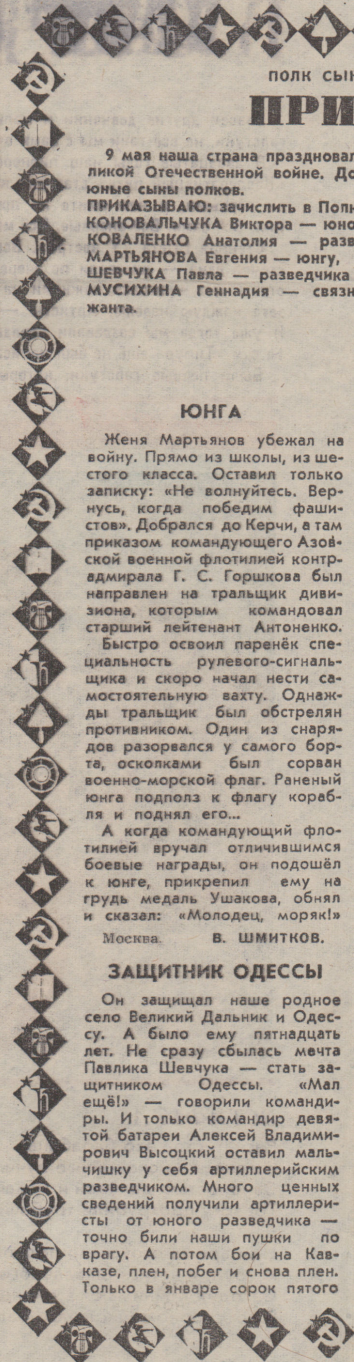 ПОЛК СЫН
ПРИ
9 мая наша страна праздновал
ликой Отечественной войне. До
юные сыны полков.
ПРИКАЗЫВАЮ: зачислить в Полк
КОНОВАЛЬЧУКА Виктора — юно
КОВАЛЕНКО Анатолия — разв
МАРТЬЯНОВА Евгения — юнгу,
ШЕВЧУКА Павла — разведчика
МУСИХИНА Геннадия — связн
жанта.
ЮНГА
Женя Мартьянов убежал на
войну. Прямо из школы, из ше-
стого класса. Оставил только
записку: «Не волнуйтесь. Вер-
нусь, когда победим фаши-
стов». Добрался до Керчи, а там
приказом командующего Азов-
ской военной флотилией контр-
адмирала Г. С. Горшкова был
направлен на тральщик диви-
зиона, которым командовал
старший лейтенант Антоненко.
Быстро освоил паренёк спе-
циальность рулевого-сигналь-
щика и скоро начал нести са-
мостоятельную вахту. Однаж-
ды тральщик был обстрелян
противником. Один из снаря-
дов разорвался у самого бор-
та, осколками был сорван
военно-морской флаг. Раненый
юнга подполз к флагу кораб-
ля и поднял его...
А когда командующий фло-
тилией вручал отличившимся
боевые награды, он подошёл
к юнге, прикрепил ему на
грудь медаль Ушакова, обнял
и сказал: «Молодец, моряк!»
Москва. В. ШМИТКОВ.
ЗАЩИТНИК ОДЕССЫ
Он защищал наше родное
село Великий Дальник и Одес-
су. А было ему пятнадцать
лет. Не сразу сбылась мечта
Павлика Шевчука — стать за-
щитником Одессы. «Мал
ещё!» — говорили команди-
ры. И только командир девя-
той батареи Алексей Владими-
рович Высоцкий оставил маль-
чишку у себя артиллерийским
разведчиком. Много ценных
сведений получили артиллери-
сты от юного разведчика —
точно били наши пушки по
врагу. А потом бои на Кав-
казе, плен, побег и снова плен.
Только в январе сорок пятого